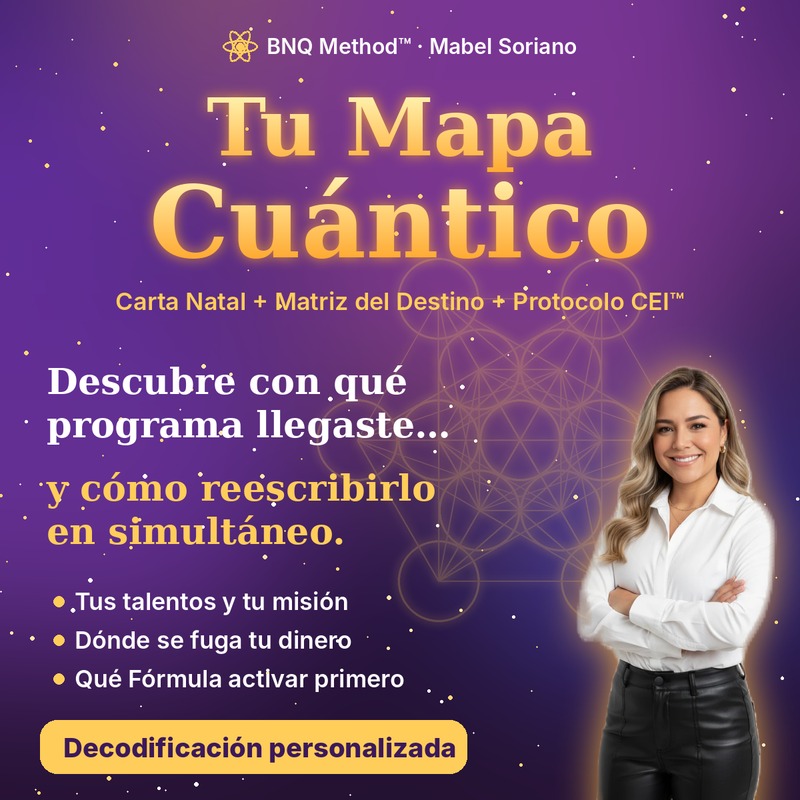 BNQ Method™ · Mabel Soriano
Tu Mapa
Cuántico
Carta Natal + Matriz del Destino + Protocolo CEI™
Descubre con qué
programa llegaste...
y cómo reescribirlo
en simultáneo.
• Tus talentos y tu misión
• Dónde se fuga tu dinero
• Qué Fórmula activar primero
Decodificación personalizada